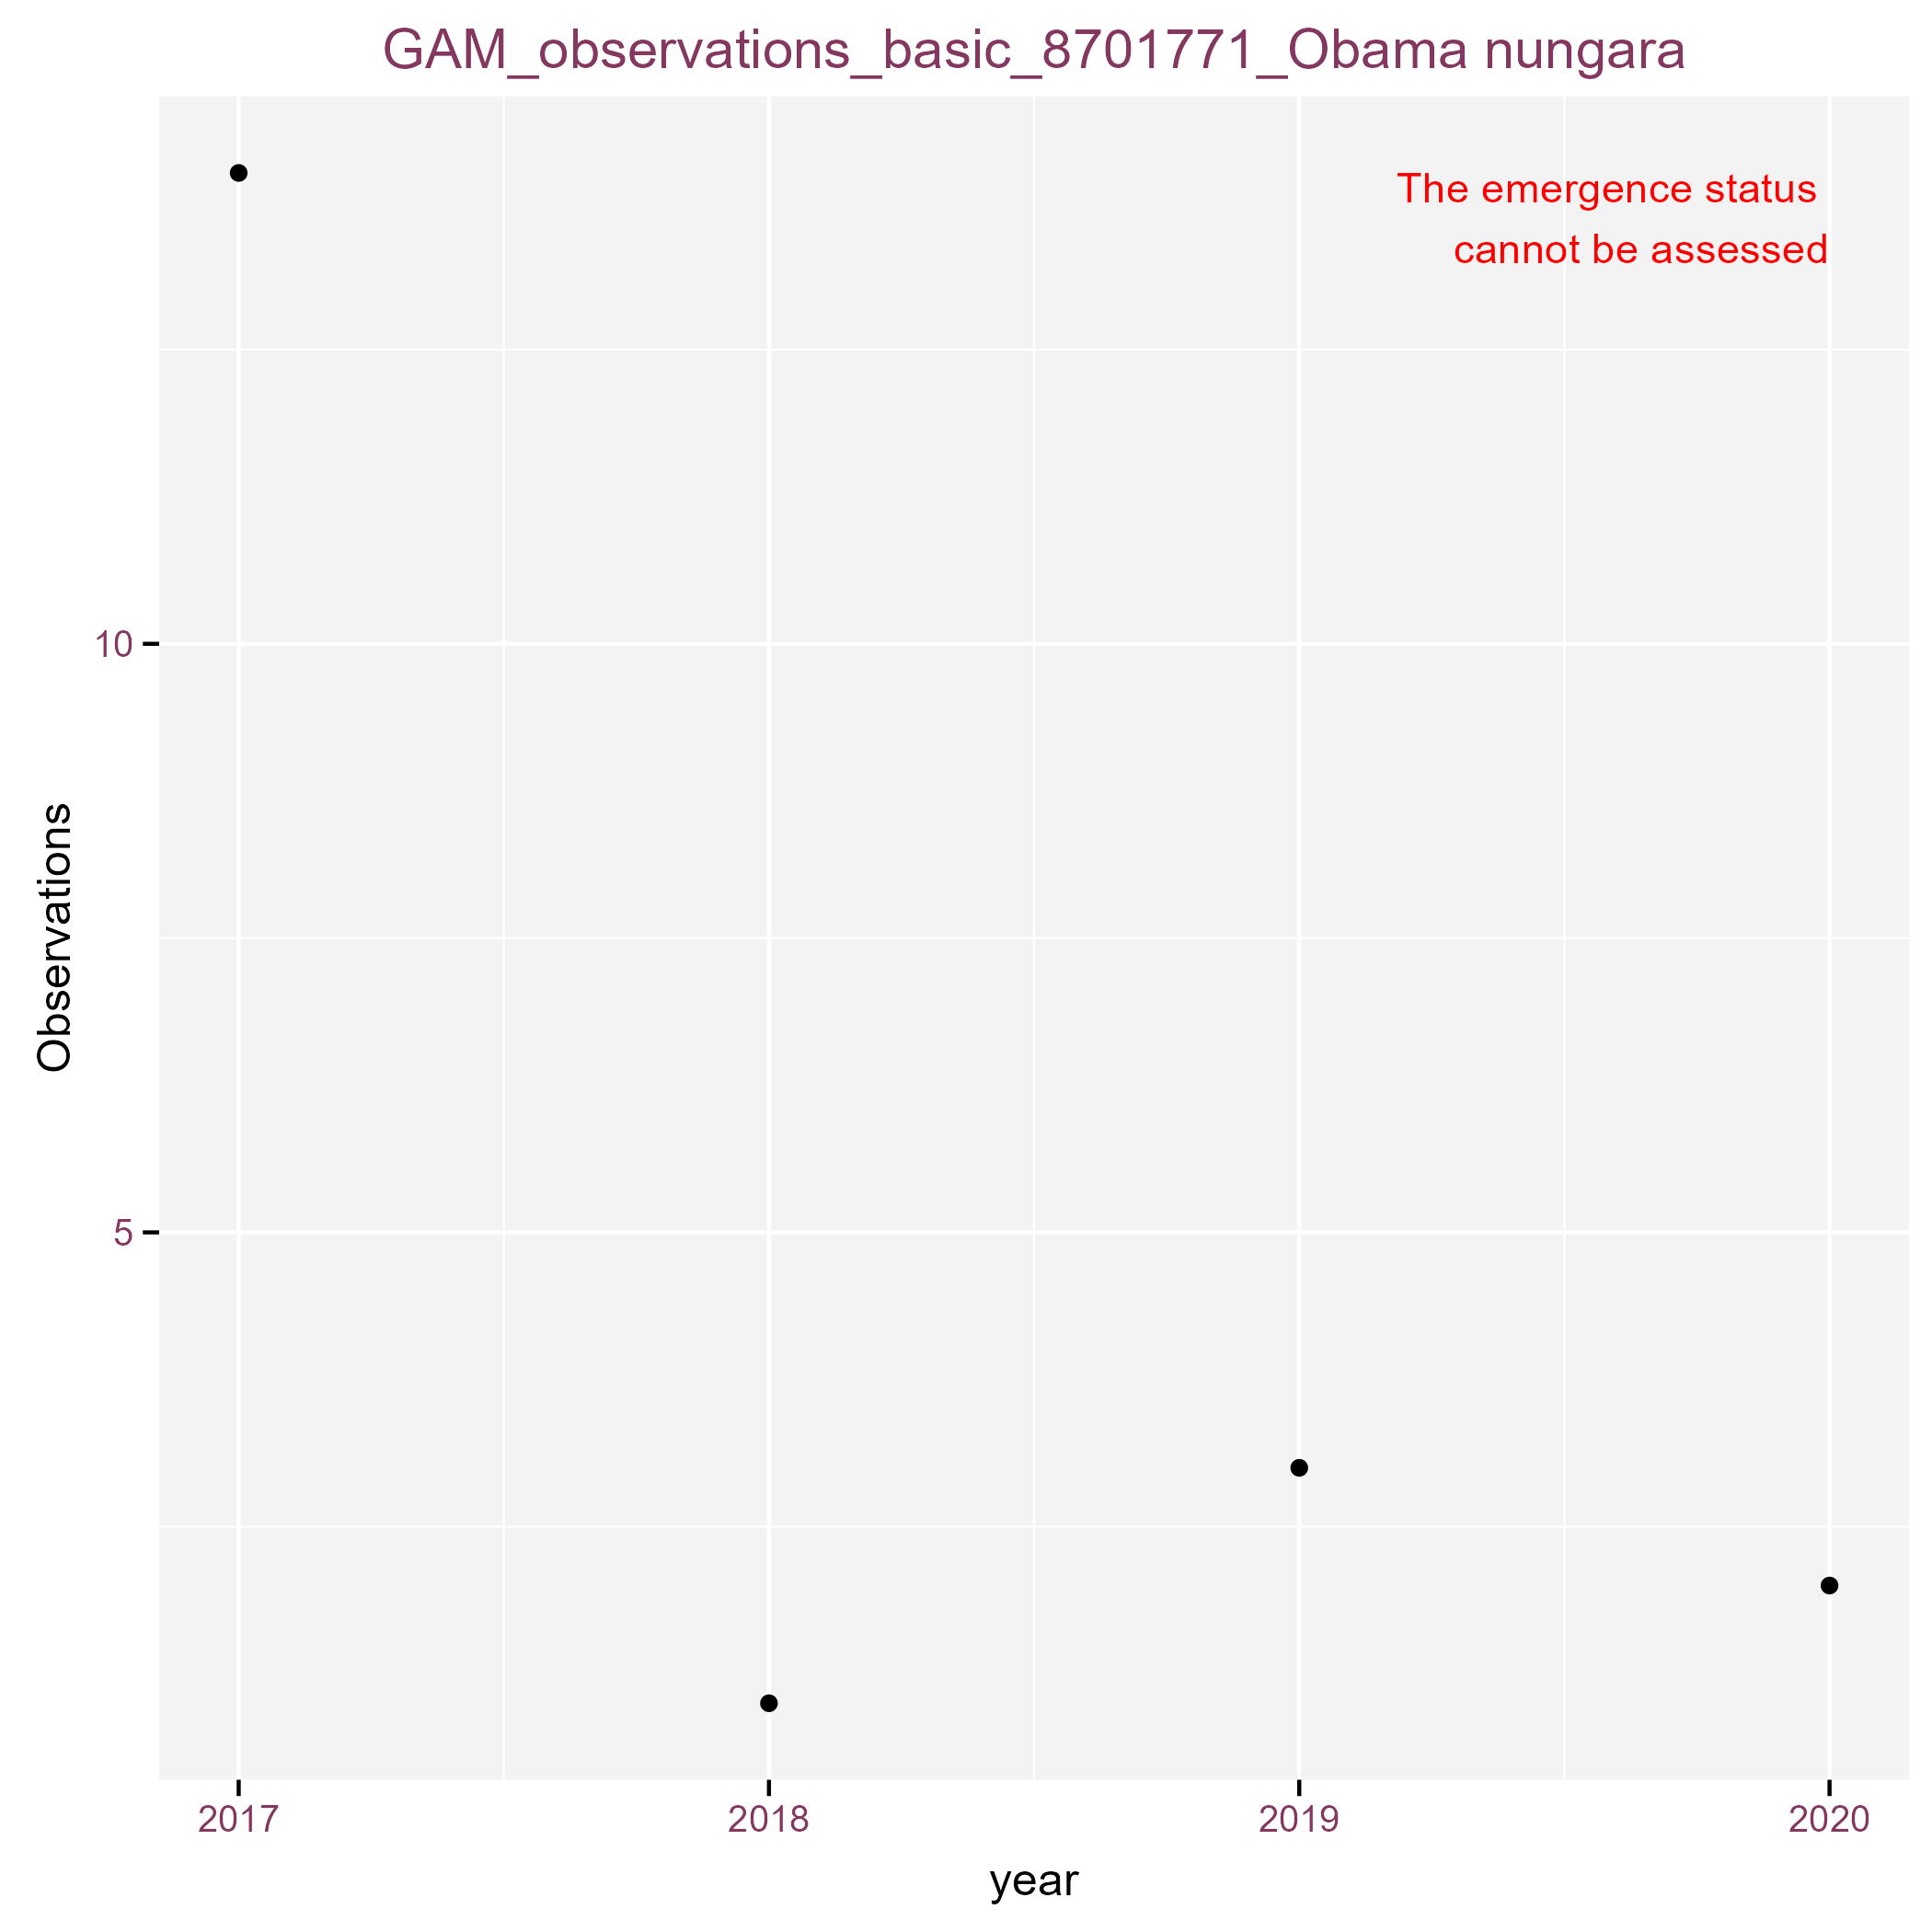 GAM_observations_basic_8701771_Obama nungara
The emergence status
cannot be assessed
10
5
Observations
2017 2018 2019 2020
year